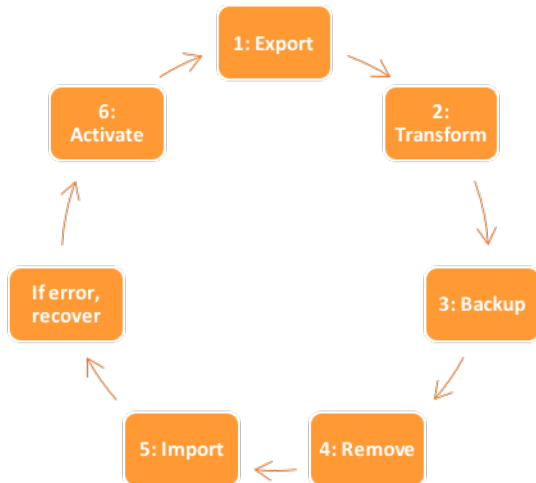 1: Export
2:
Transform
3: Backup
4: Remove
5: Import
If error,
recover
6:
Activate